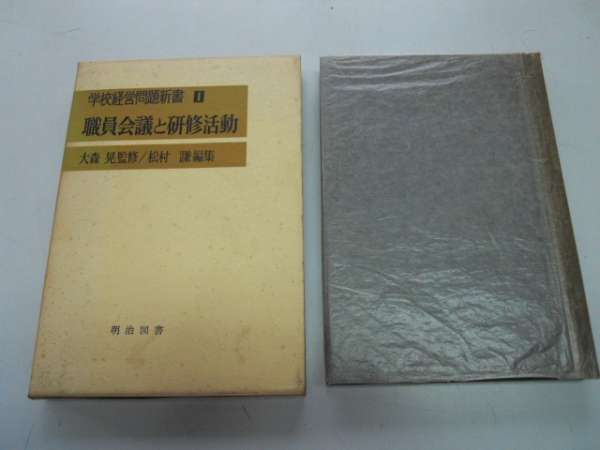 学校経営問題新書 1
職員会議と研修活動
大森 晃監修/松村 謙編集
明治図書